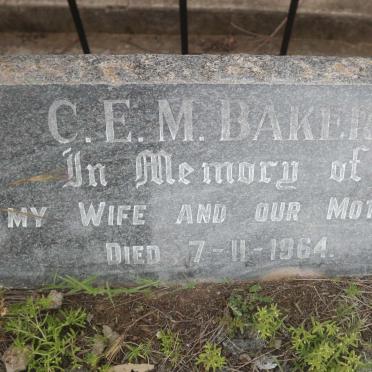 C. E. M. BAKER
In Memory of
MY WIFE AND OUR
DIED 7-11-1964.